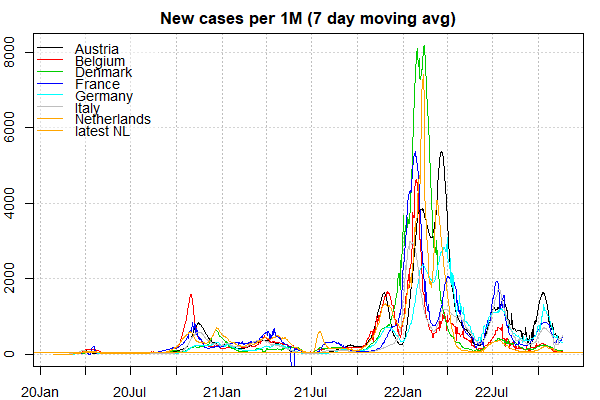 New cases per 1M (7 day moving avg)
8000
6000
4000
2000
0
Austria
Belgium
Denmark
France
Germany
Italy
Netherlands
latest NL
20Jan 20Jul 21Jan 21Jul 22Jan 22Jul